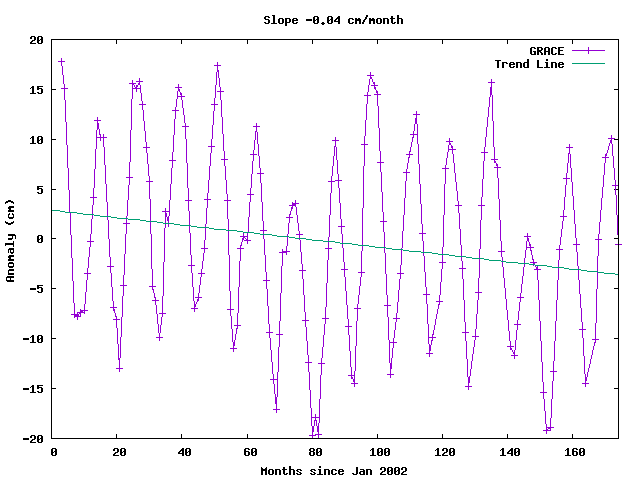 Slope -0.04 cm/month
GRACE
Trend Line
20
15
10
5
0
-5
-10
-15
-20
Anomaly (cm)
0 20 40 60 80 100 120 140 160
Months since Jan 2002